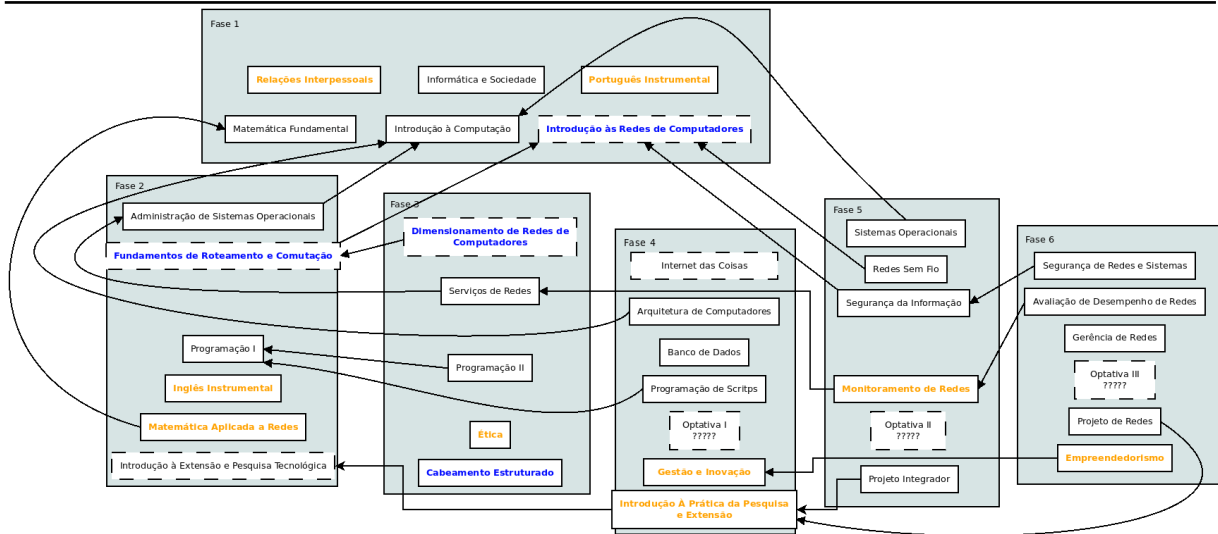 Fase 1
Relações Interpessoais
Informática e Sociedade
Português Instrumental
Matemática Fundamental
Introdução à Computação
Introdução às Redes de Computadores
Fase 2
Administração de Sistemas Operacionais
Fundamentos de Roteamento e Comutação
Programação I
Inglês Instrumental
Matemática Aplicada a Redes
Introdução à Extensão e Pesquisa Tecnológica
Fase 3
Dimensionamento de Redes de
Computadores
Serviços de Redes
Programação II
Ética
Cabeamento Estruturado
Fase 4
Internet das Coisas
Arquitetura de Computadores
Banco de Dados
Programação de Scritps
Optativa I
?????
Gestão e Inovação
Introdução À Prática da Pesquisa
e Extensão
Fase 5
Sistemas Operacionais
Redes Sem Fio
Segurança da Informação
Monitoramento de Redes
Optativa II
?????
Projeto Integrador
Fase 6
Segurança de Redes e Sistemas
Avaliação de Desempenho de Redes
Gerência de Redes
Optativa III
?????
Projeto de Redes
Empreendedorismo